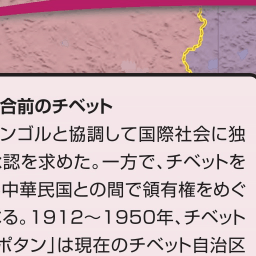 合前のチベット
ンゴルと協調して国際社会に独
認を求めた。一方で、チベットを
中華民国との間で領有権をめぐ
る。1912〜1950年、チベット
ポタン」は現在のチベット自治区